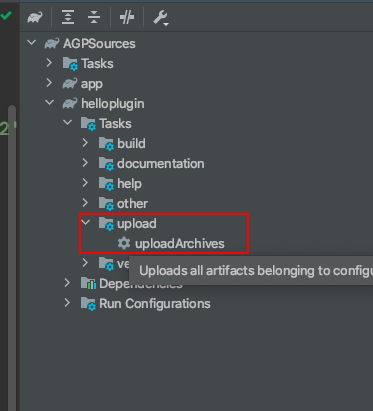 AGPSources
Tasks
app
helloplugin
Tasks
build
documentation
help
other
upload
uploadArchives
ve
Uploads all artifacts belonging to configu
Dependencies
Run Configurations
2